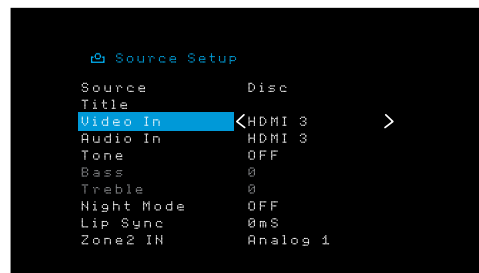 Source Setup
Source Disc
Title
Video In HDMI 3
Audio In HDMI 3
Tone OFF
Bass 0
Treble 0
Night Mode OFF
Lip Sync 0mS
Zone2 IN Analog 1